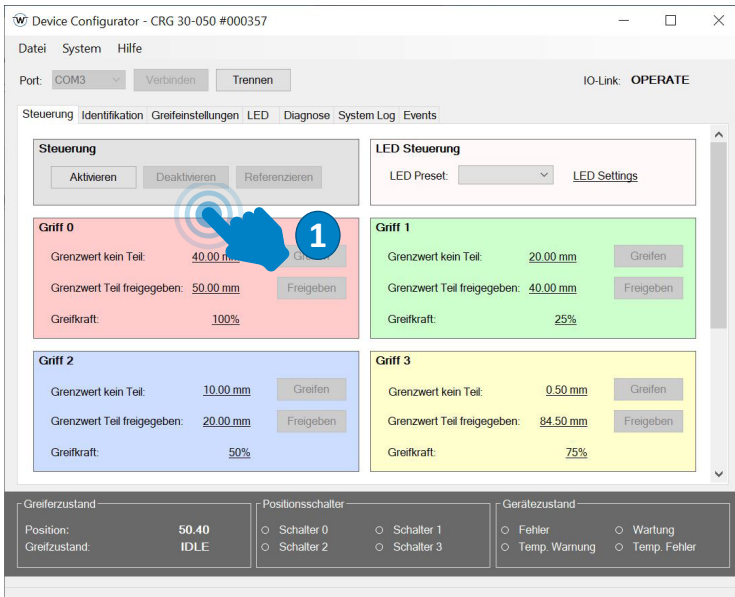 W Device Configurator - CRG 30-050 #000357
Datei System Hilfe
Port: COM3 Verbinden Trennen IO-Link: OPERATE
Steuerung Identifikation Greifeinstellungen LED Diagnose System Log Events
Steuerung
Aktivieren Deaktivieren Referenzieren
LED Steuerung
LED Preset: LED Settings
1
Griff 0
Grenzwert kein Teil: 40.00 mm
Grenzwert Teil freigegeben: 50.00 mm Freigeben
Greifkraft: 100%
Griff 1
Grenzwert kein Teil: 20.00 mm Greifen
Grenzwert Teil freigegeben: 40.00 mm Freigeben
Greifkraft: 25%
Griff 2
Grenzwert kein Teil: 10.00 mm Greifen
Grenzwert Teil freigegeben: 20.00 mm Freigeben
Greifkraft: 50%
Griff 3
Grenzwert kein Teil: 0.50 mm Greifen
Grenzwert Teil freigegeben: 84.50 mm Freigeben
Greifkraft: 75%
Greiferzustand
Position: 50.40
Greifzustand: IDLE
Positionsschalter
Schalter 0 Schalter 1
Schalter 2 Schalter 3
Gerätezustand
Fehler Wartung
Temp. Warnung Temp. Fehler